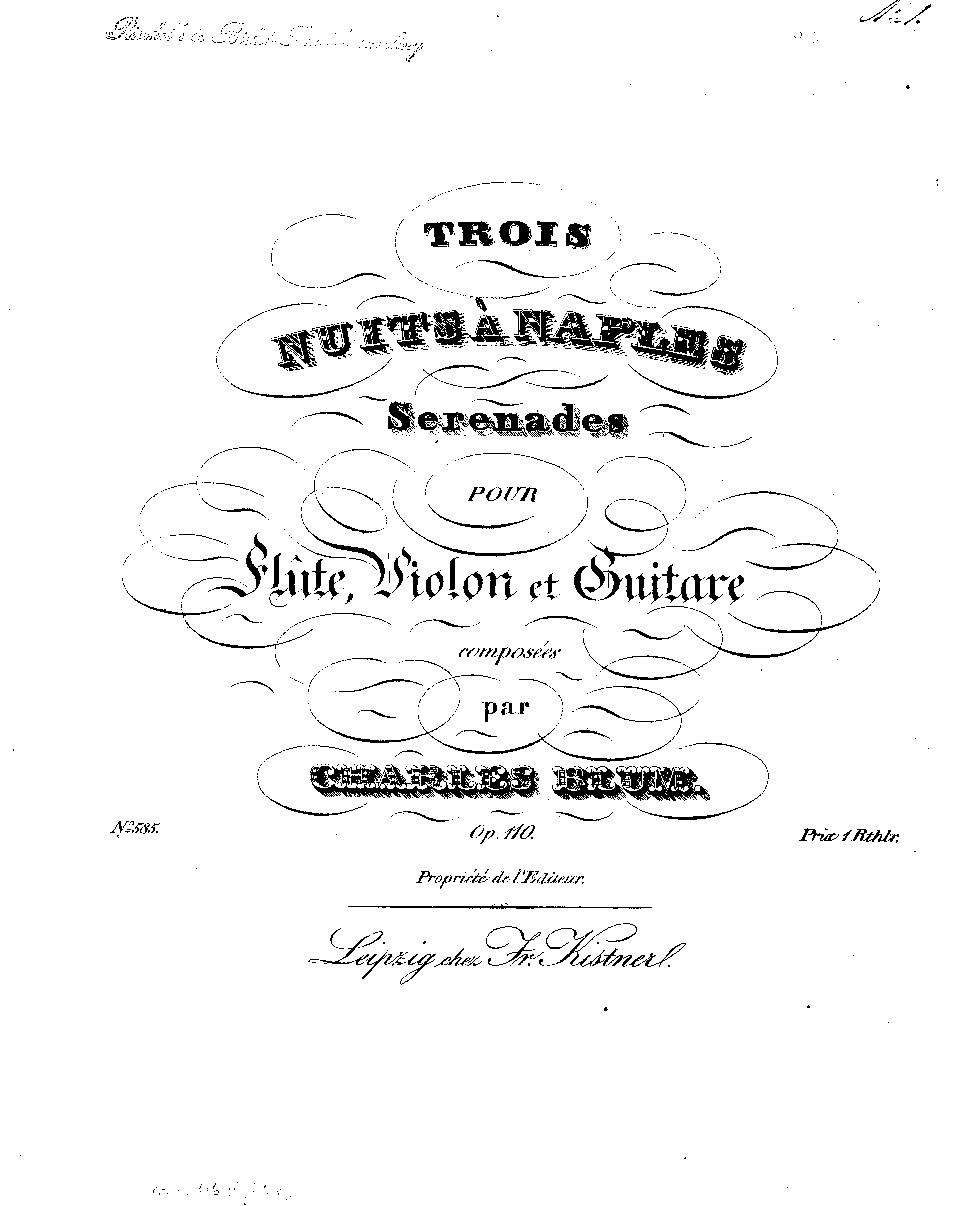 No 1.
TROIS
NUITS À NAPLES
Serenades
POUR
Flûte, Violon et Guitare
composées
par
CHARLES BLUM.
No 585.
Op. 110.
Prix 1 Rthlr.
Propriété de l'Editeur.
Leipzig chez Fr. Kistner.